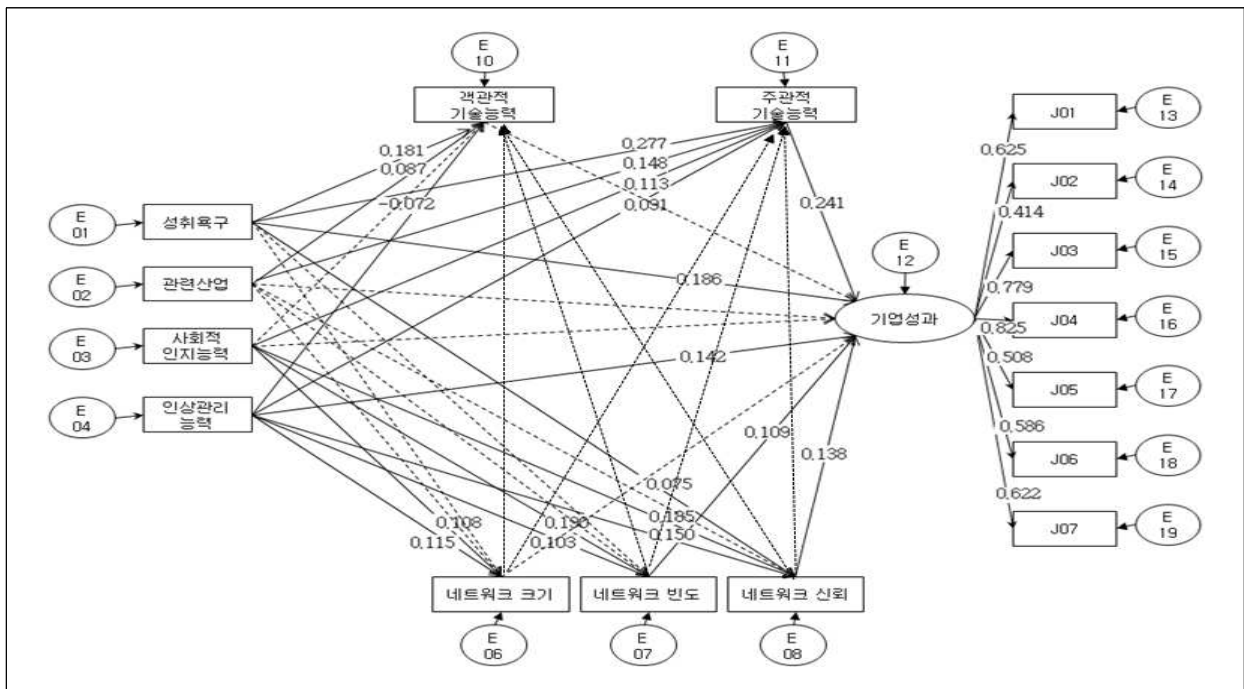 E
10
E
11
객관적
기술능력
주관적
기술능력
J01
E
13
0.181
0.087
-0.072
0.277
0.148
0.113
0.091
0.625
J02
E
14
0.414
E
01
성취욕구
0.241
E
12
J03
E
15
0.779
E
02
관련산업
0.186
기업성과
0.825
J04
E
16
E
03
사회적
인지능력
0.142
0.508
J05
E
17
E
04
인상관리
능력
0.109
0.138
0.586
J06
E
18
0.075
0.622
0.108
0.190
0.185
0.115
0.103
0.150
J07
E
19
네트워크 크기
네트워크 빈도
네트워크 신뢰
E
06
E
07
E
08